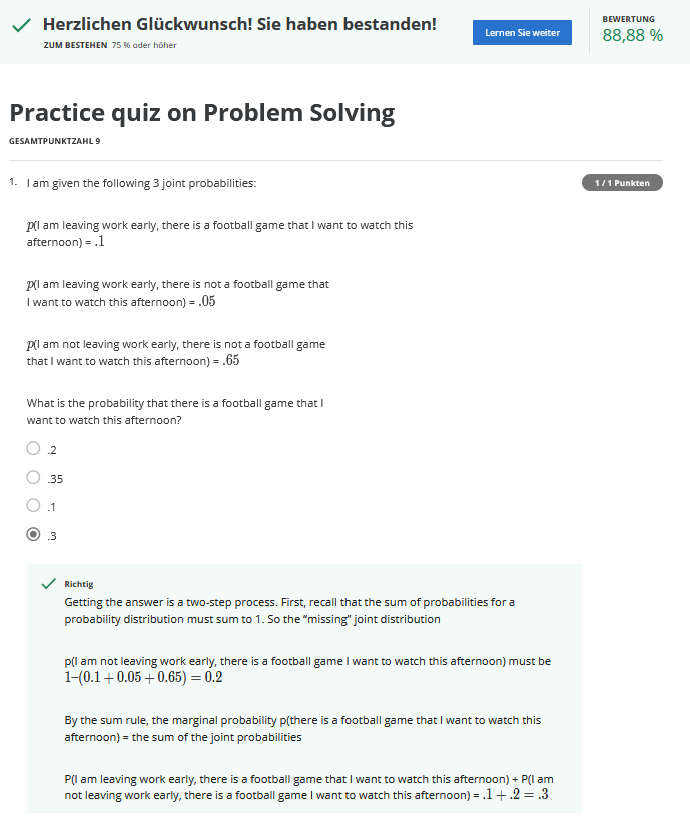 Herzlichen Glückwunsch! Sie haben bestanden!
ZUM BESTEHEN 75 % oder höher
Lernen Sie weiter
BEWERTUNG
88,88 %
Practice quiz on Problem Solving
GESAMTPUNKTZAHL 9
1. I am given the following 3 joint probabilities:
1 / 1 Punkten
p(I am leaving work early, there is a football game that I want to watch this
afternoon) = .1
p(I am leaving work early, there is not a football game that
I want to watch this afternoon) = .05
p(I am not leaving work early, there is not a football game
that I want to watch this afternoon) = .65
What is the probability that there is a football game that I
want to watch this afternoon?
.2
.35
.1
.3
Richtig
Getting the answer is a two-step process. First, recall that the sum of probabilities for a
probability distribution must sum to 1. So the “missing” joint distribution
p(I am not leaving work early, there is a football game I want to watch this afternoon) must be
1–(0.1 + 0.05 + 0.65) = 0.2
By the sum rule, the marginal probability p(there is a football game that I want to watch this
afternoon) = the sum of the joint probabilities
P(I am leaving work early, there is a football game that I want to watch this afternoon) + P(I am
not leaving work early, there is a football game I want to watch this afternoon) = .1 + .2 = .3